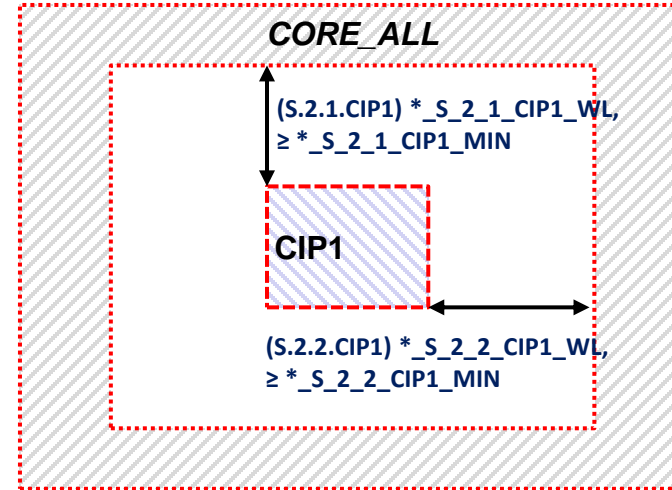 CORE_ALL
(S.2.1.CIP1) *_S_2_1_CIP1_WL,
≥ *_S_2_1_CIP1_MIN
CIP1
(S.2.2.CIP1) *_S_2_2_CIP1_WL,
≥ *_S_2_2_CIP1_MIN